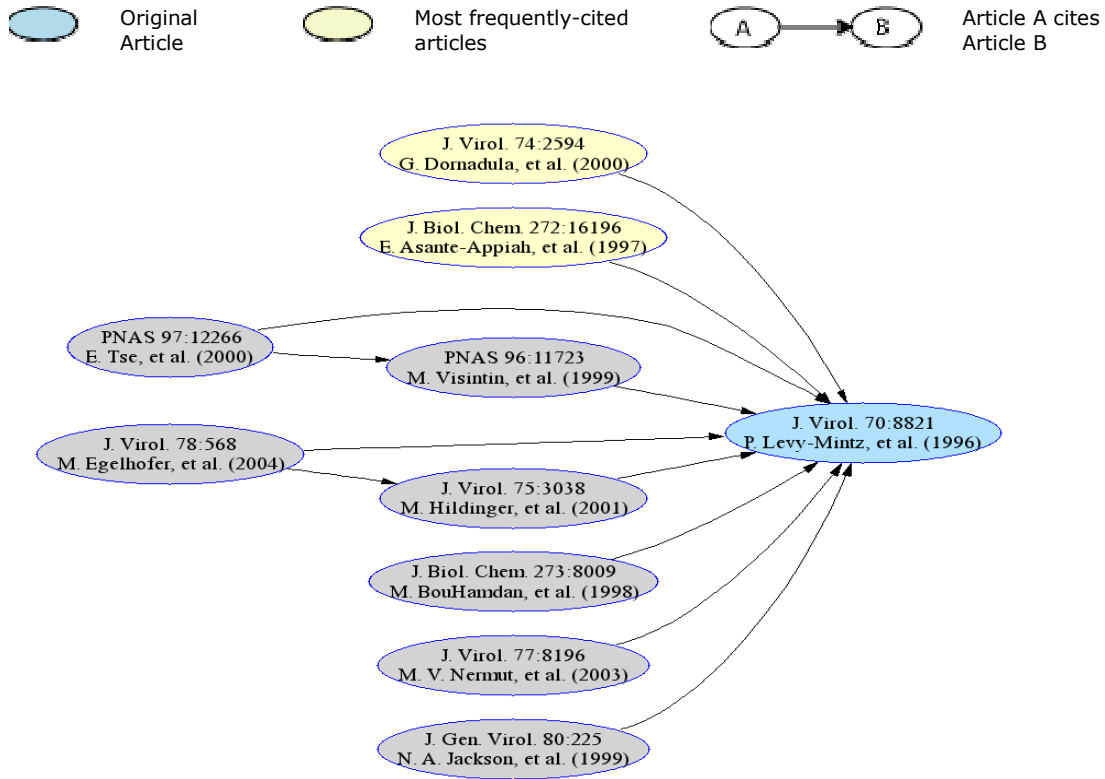 Original
Article
Most frequently-cited
articles
A
B
Article A cites
Article B
J. Virol. 74:2594
G. Dornadula, et al. (2000)
J. Biol. Chem. 272:16196
E. Asante-Appiah, et al. (1997)
PNAS 97:12266
E. Tse, et al. (2000)
PNAS 96:11723
M. Visintin, et al. (1999)
J. Virol. 70:8821
P. Levy-Mintz, et al. (1996)
J. Virol. 78:568
M. Egelhofer, et al. (2004)
J. Virol. 75:3038
M. Hildinger, et al. (2001)
J. Biol. Chem. 273:8009
M. BouHamdan, et al. (1998)
J. Virol. 77:8196
M. V. Nermut, et al. (2003)
J. Gen. Virol. 80:225
N. A. Jackson, et al. (1999)